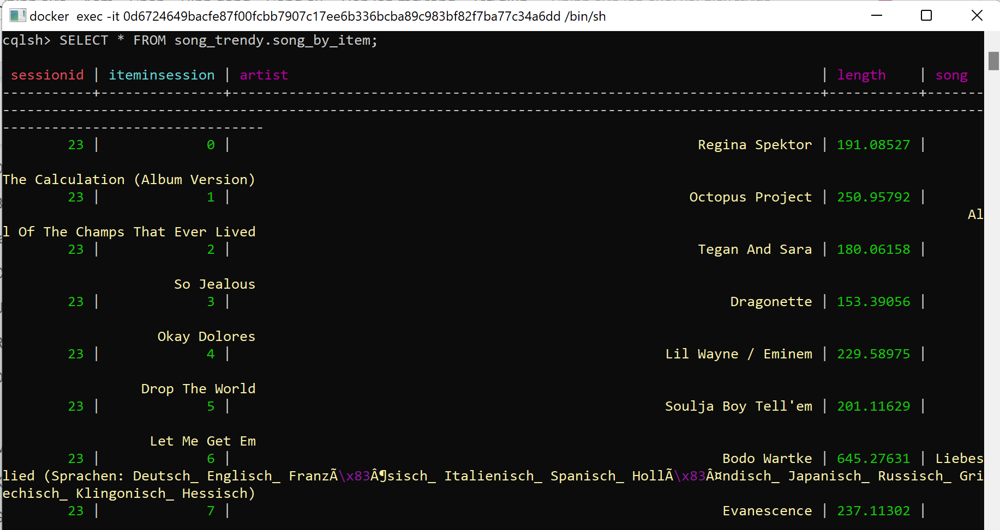 docker exec -it 0d6724649bacfe87f00fcbb7907c17ee6b336bcba89c983bf82f7ba77c34a6dd /bin/sh
cqlsh> SELECT * FROM song_trendy.song_by_item;
sessionid | iteminsession | artist | length | song
-----------+---------------+------------------------------------------------------------------------+-----------+-------
------------------------------------------------------------------------------------------------------------------------
--------------------------------
23 | 0 | Regina Spektor | 191.08527 |
The Calculation (Album Version)
23 | 1 | Octopus Project | 250.95792 |
Al
l Of The Champs That Ever Lived
23 | 2 | Tegan And Sara | 180.06158 |
So Jealous
23 | 3 | Dragonette | 153.39056 |
Okay Dolores
23 | 4 | Lil Wayne / Eminem | 229.58975 |
Drop The World
23 | 5 | Soulja Boy Tell'em | 201.11629 |
Let Me Get Em
23 | 6 | Bodo Wartke | 645.27631 | Liebes
lied (Sprachen: Deutsch_ Englisch_ FranzÃ\x83Â¶sisch_ Italienisch_ Spanisch_ HollÃ\x83Â¤ndisch_ Japanisch_ Russisch_ Gri
echisch_ Klingonisch_ Hessisch)
23 | 7 | Evanescence | 237.11302 |